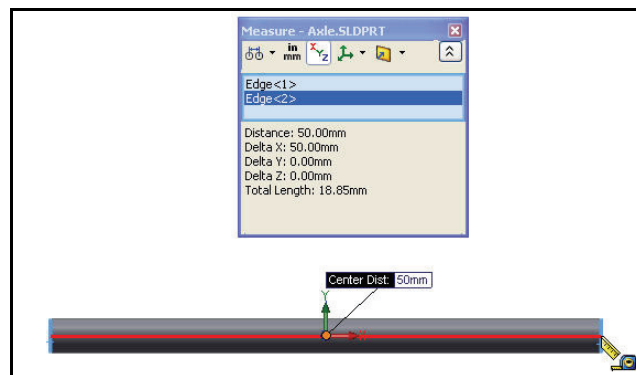 Measure - Axle.SLDPRT
in
mm
X Y Z
Edge<1>
Edge<2>
Distance: 50.00mm
Delta X: 50.00mm
Delta Y: 0.00mm
Delta Z: 0.00mm
Total Length: 18.85mm
Center Dist: 50mm
Y
X